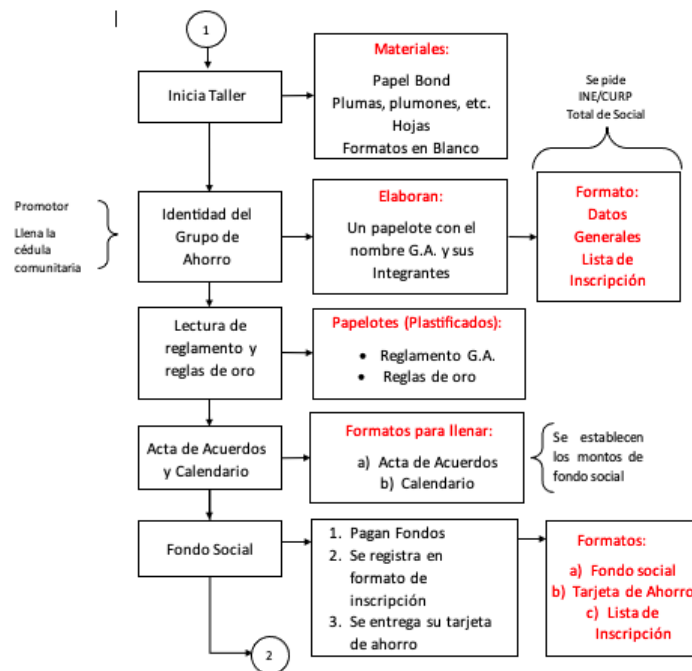 1
Inicia Taller
Materiales:
Papel Bond
Plumas, plumones, etc.
Hojas
Formatos en Blanco
Se pide
INE/CURP
Total de Social
Promotor
Llena la
cédula
comunitaria
Identidad del
Grupo de
Ahorro
Elaboran:
Un papelote con el
nombre G.A. y sus
Integrantes
Formato:
Datos
Generales
Lista de
Inscripción
Lectura de
reglamento y
reglas de oro
Papelotes (Plastificados):
• Reglamento G.A.
• Reglas de oro
Acta de Acuerdos
y Calendario
Formatos para llenar:
a) Acta de Acuerdos
b) Calendario
Se establecen
los montos de
fondo social
Fondo Social
1. Pagan Fondos
2. Se registra en
formato de
inscripción
3. Se entrega su tarjeta
de ahorro
Formatos:
a) Fondo social
b) Tarjeta de Ahorro
c) Lista de
Inscripción
2